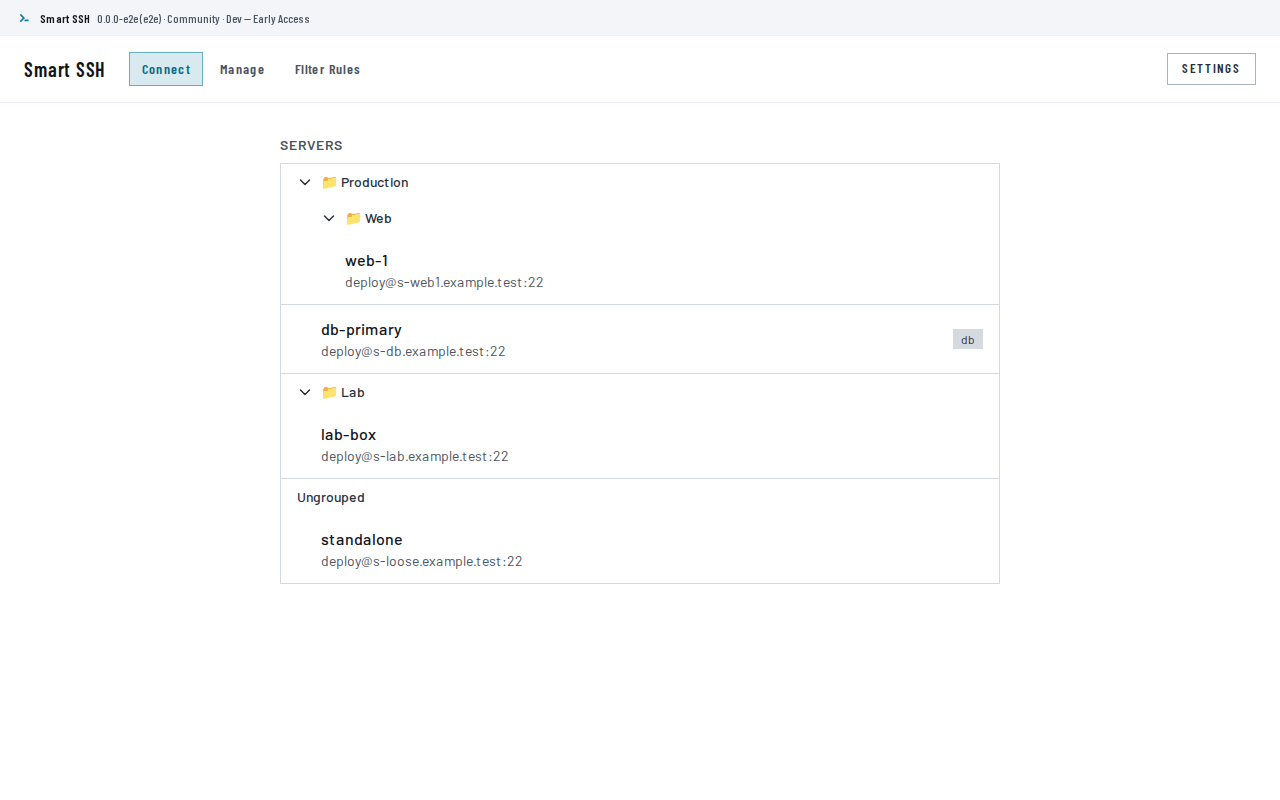 Smart SSH 0.0.0-e2e(e2e) · Community · Dev — Early Access
Smart SSH Connect Manage Filter Rules SETTINGS
SERVERS
Production
Web
web-1
deploy@s-web1.example.test:22
db-primary
deploy@s-db.example.test:22
db
Lab
lab-box
deploy@s-lab.example.test:22
Ungrouped
standalone
deploy@s-loose.example.test:22